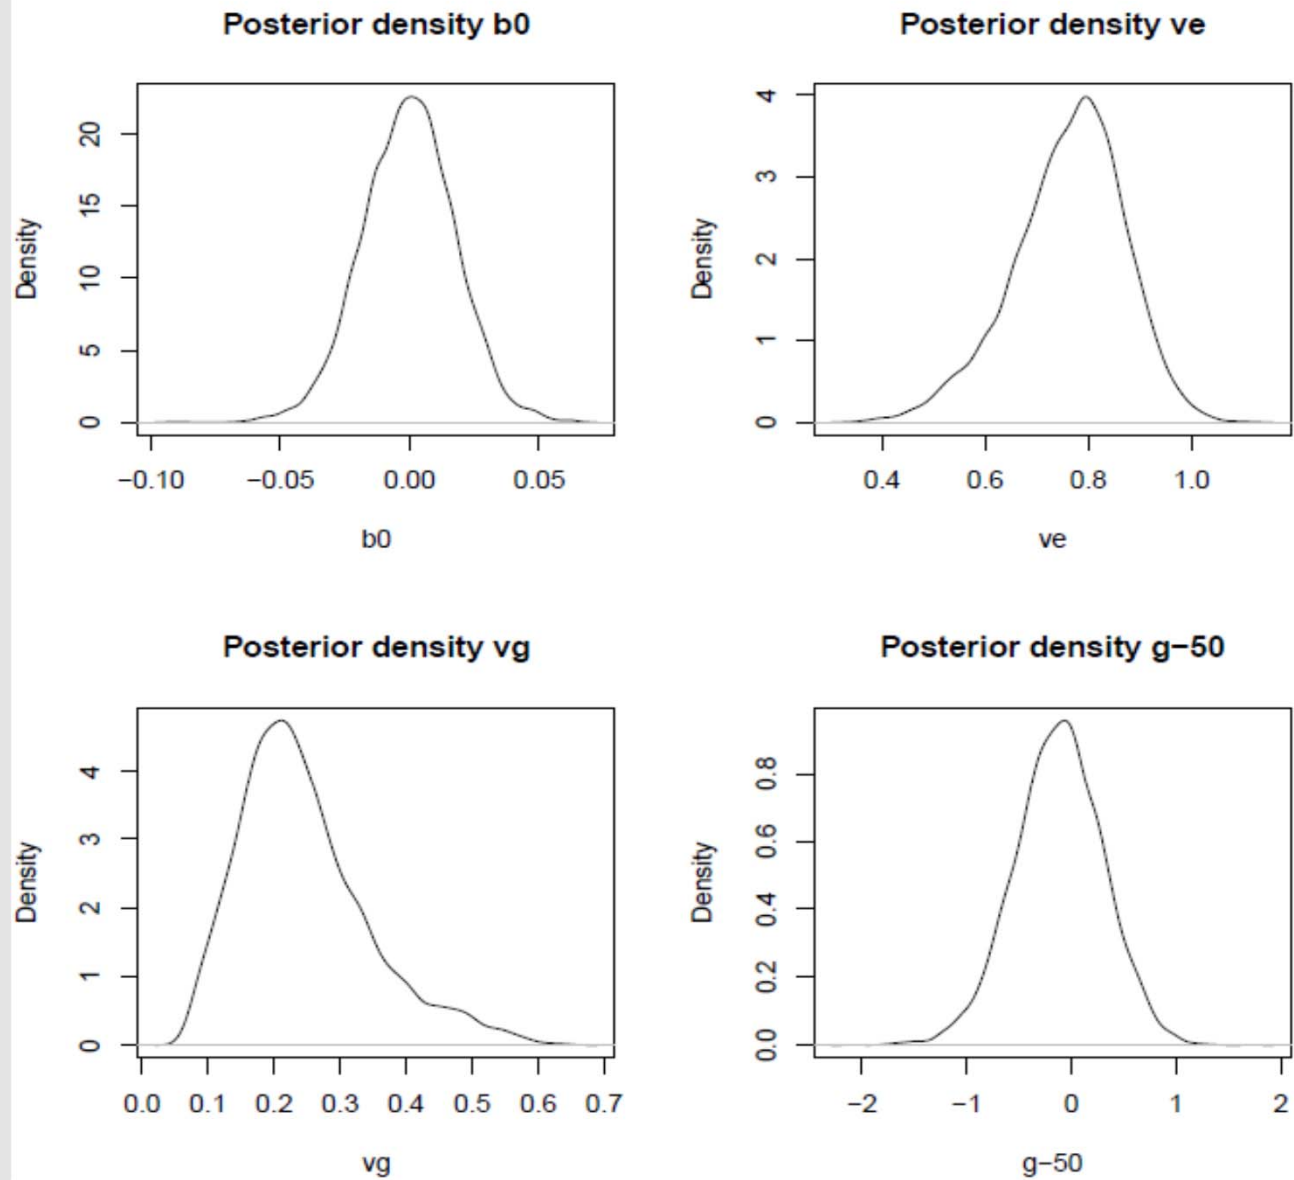 Posterior density b0
Density
20
15
10
5
0
−0.10 −0.05 0.00 0.05
b0
Posterior density ve
Density
4
3
2
1
0
0.4 0.6 0.8 1.0
ve
Posterior density vg
Density
4
3
2
1
0
0.0 0.1 0.2 0.3 0.4 0.5 0.6 0.7
vg
Posterior density g−50
Density
0.8
0.6
0.4
0.2
0.0
−2 −1 0 1 2
g−50